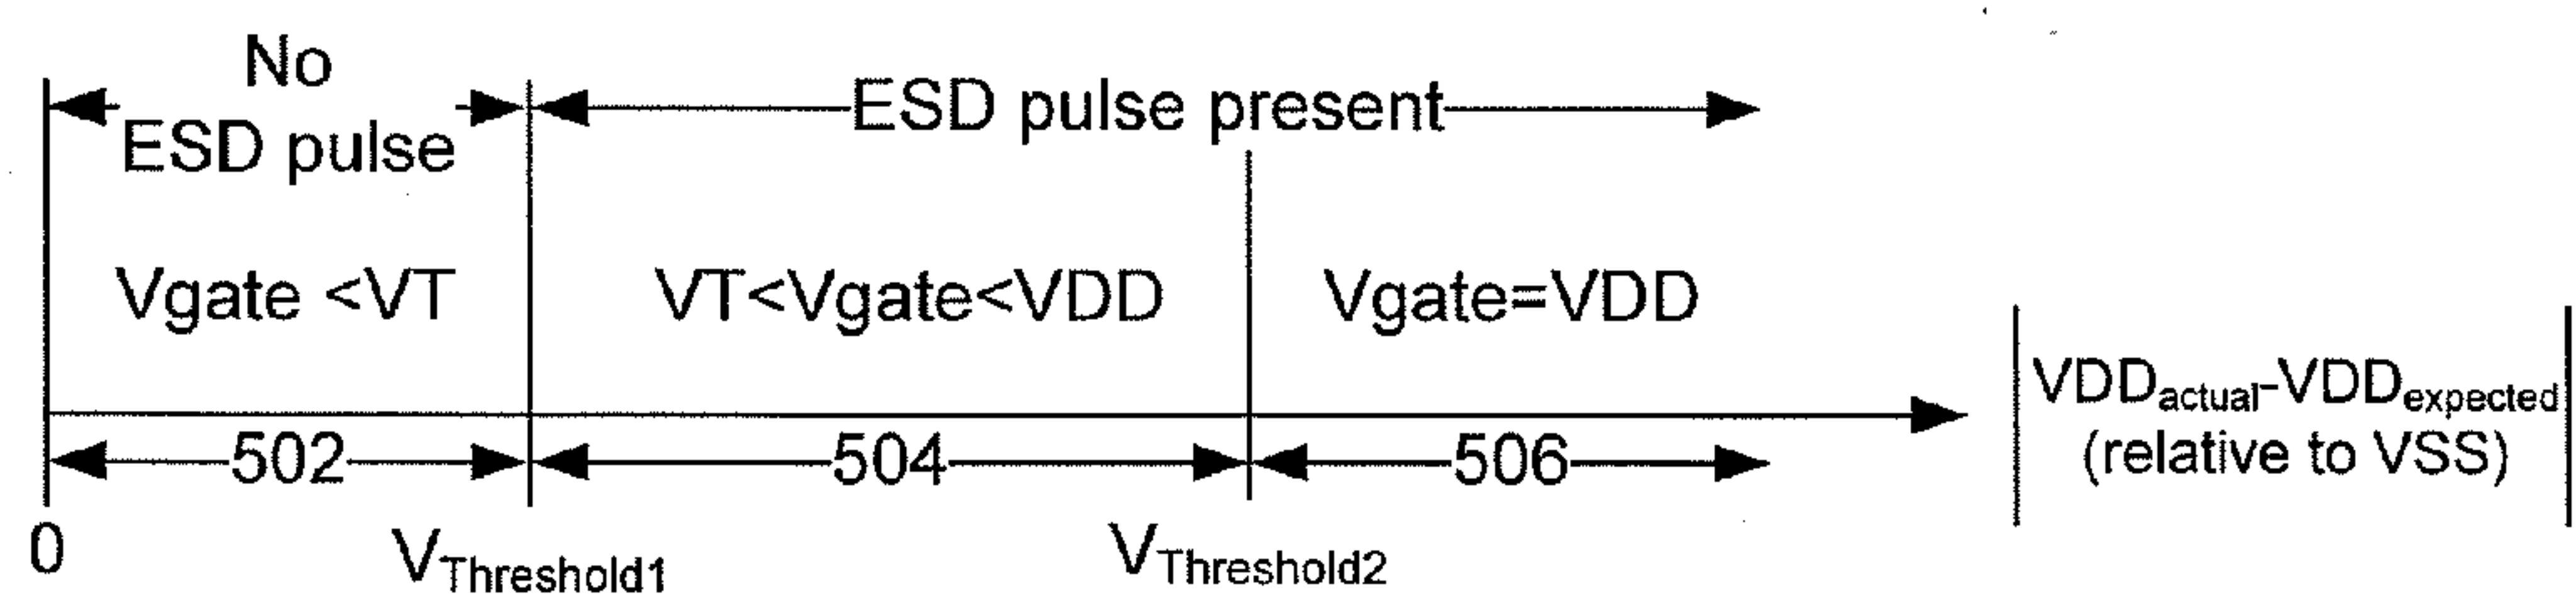 No
ESD pulse
ESD pulse present
Vgate <VT
VT<Vgate<VDD
Vgate=VDD
VDDactual-VDDexpected
(relative to VSS)
502
504
506
0
VThreshold1
VThreshold2